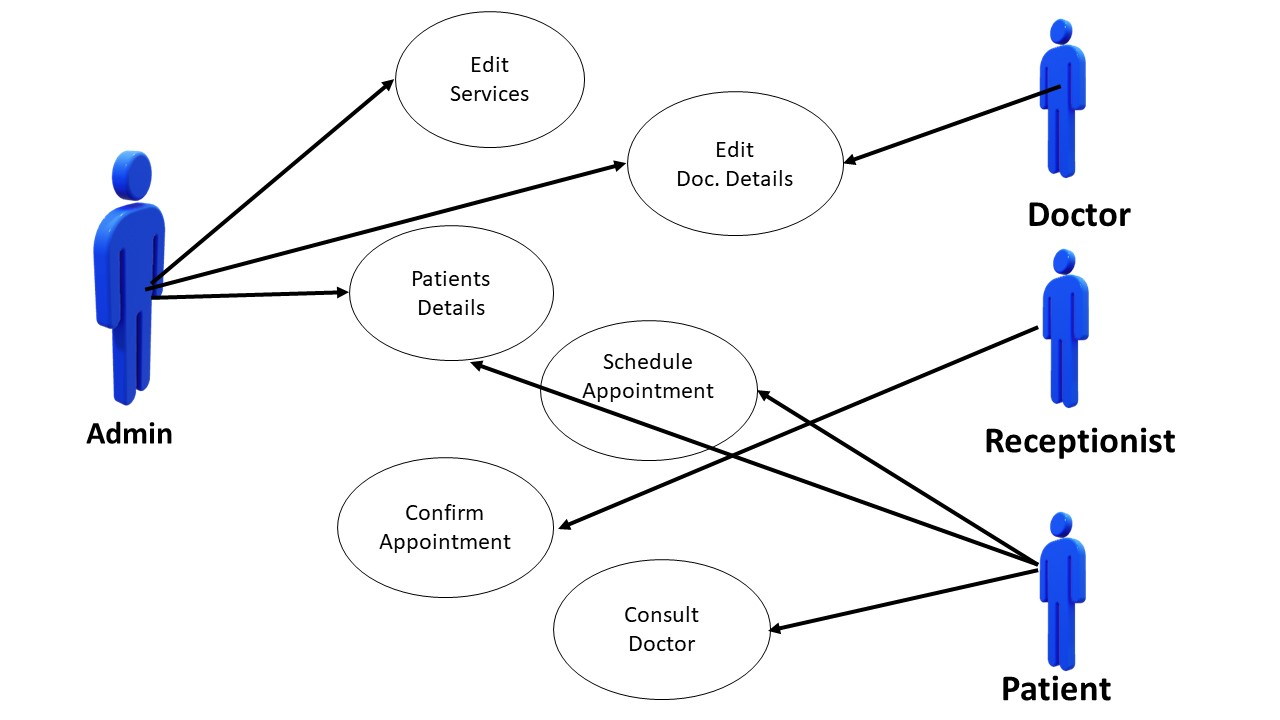 Edit
Services
Edit
Doc. Details
Doctor
Patients
Details
Schedule
Appointment
Admin
Receptionist
Confirm
Appointment
Consult
Doctor
Patient